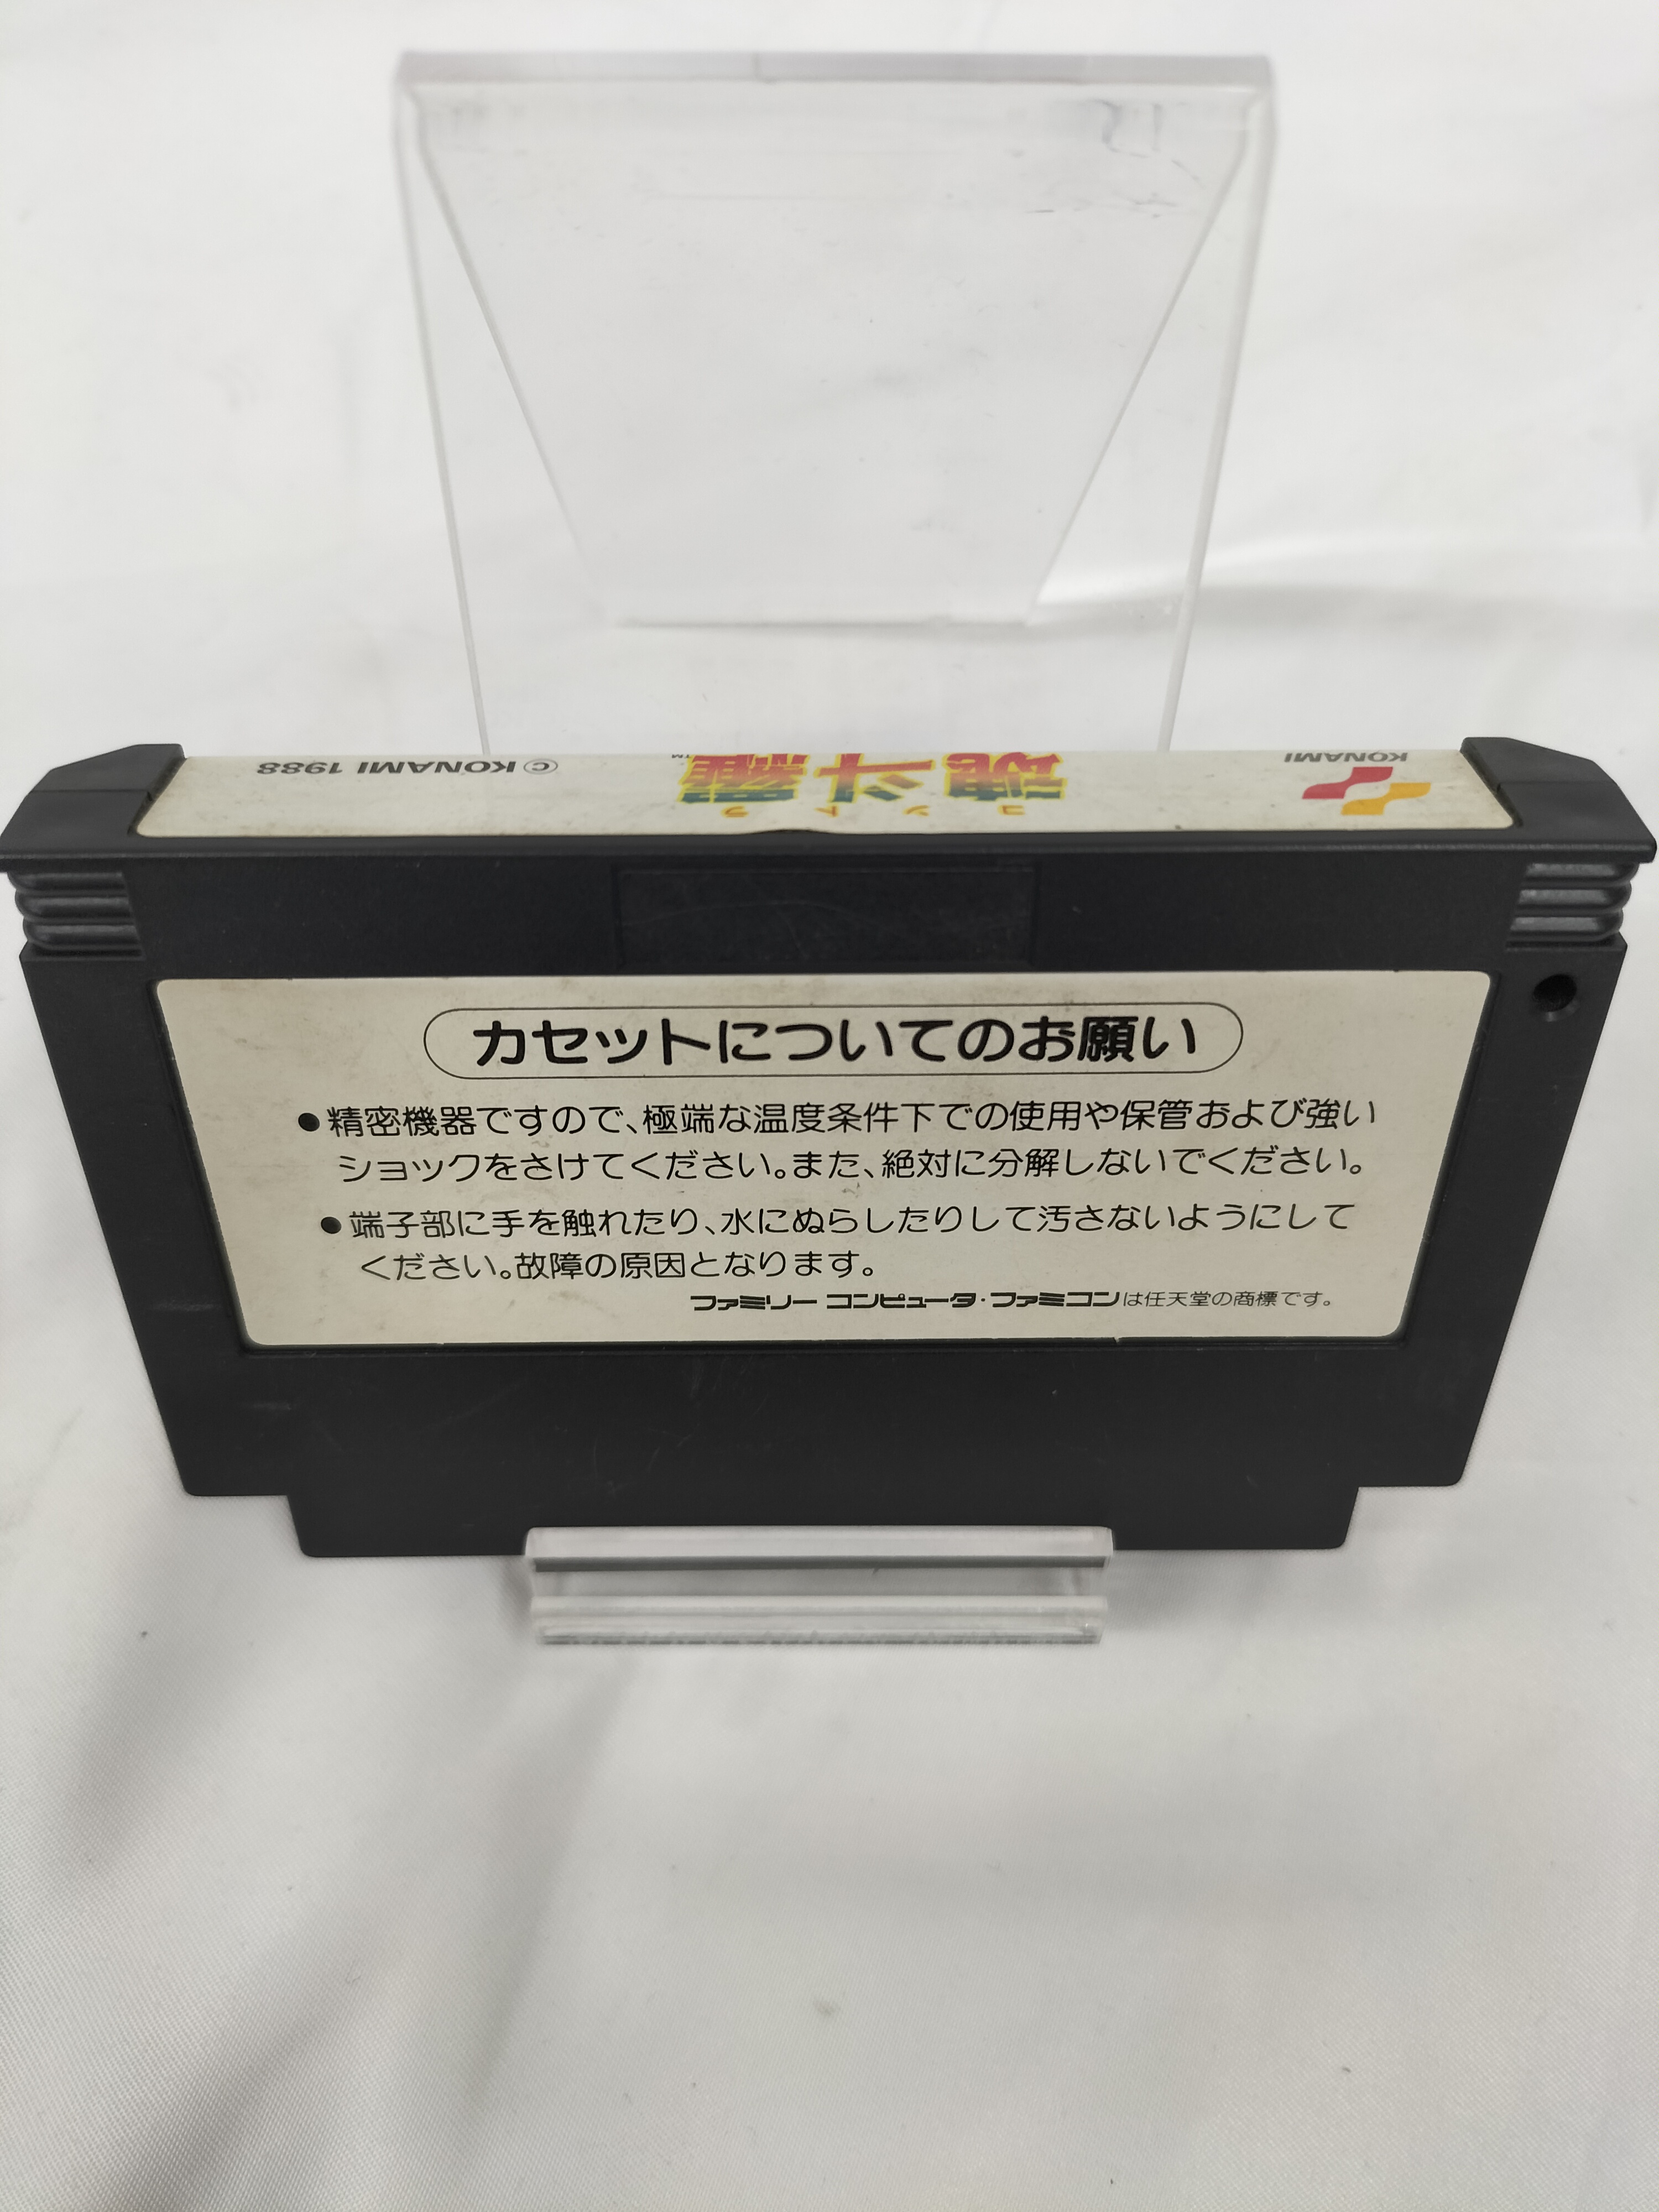 © KONAMI 1988
魂斗羅™
コントラ
KONAMI
カセットについてのお願い
●精密機器ですので、極端な温度条件下での使用や保管および強い
ショックをさけてください。また、絶対に分解しないでください。
●端子部に手を触れたり、水にぬらしたりして汚さないようにして
ください。故障の原因となります。
ファミリーコンピュータ・ファミコンは任天堂の商標です。